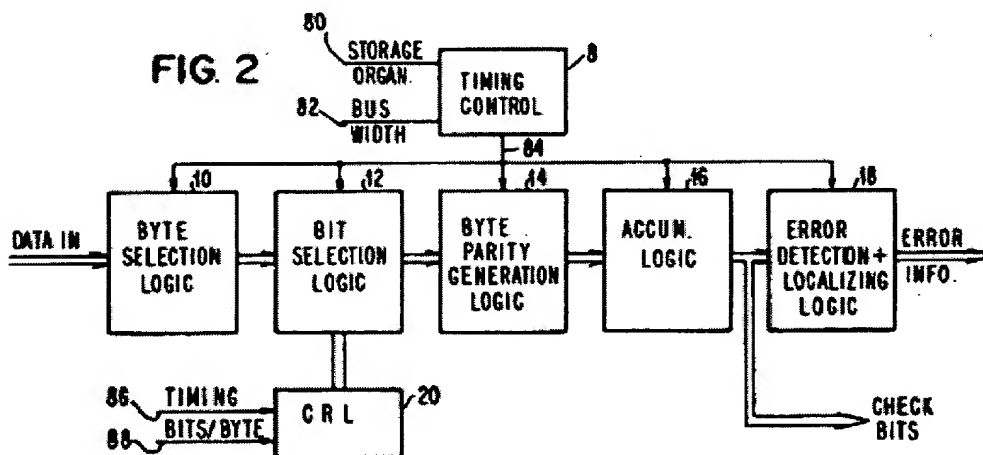 80
STORAGE
ORGAN.
8
FIG. 2
TIMING
CONTROL
82
BUS
WIDTH
84
10
12
14
16
18
DATA IN
BYTE
SELECTION
LOGIC
BIT
SELECTION
LOGIC
BYTE
PARITY
GENERATION
LOGIC
ACCUM.
LOGIC
ERROR
DETECTION+
LOCALIZING
LOGIC
ERROR
INFO.
86
TIMING
20
CRL
88
BITS/BYTE
CHECK
BITS